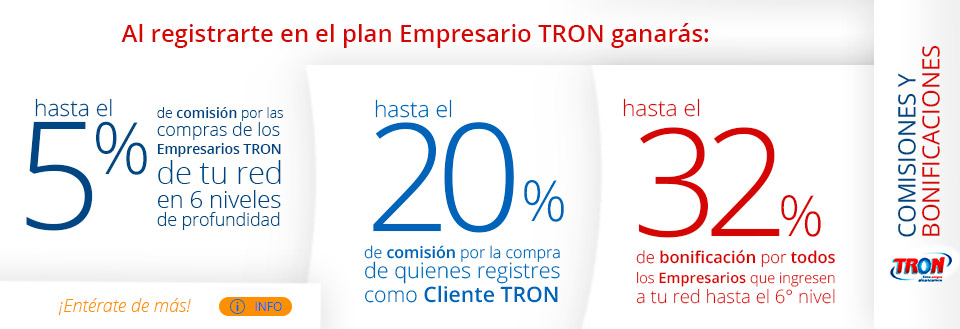 Al registrarte en el plan Empresario TRON ganarás:
hasta el
5%
de comisión por las
compras de los
Empresarios TRON
de tu red
en 6 niveles
de profundidad
hasta el
20%
de comisión por la compra
de quienes registres
como Cliente TRON
hasta el
32%
de bonificación por todos
los Empresarios que ingresen
a tu red hasta el 6° nivel
¡Entérate de más!
INFO
COMISIONES Y
BONIFICACIONES
TRON